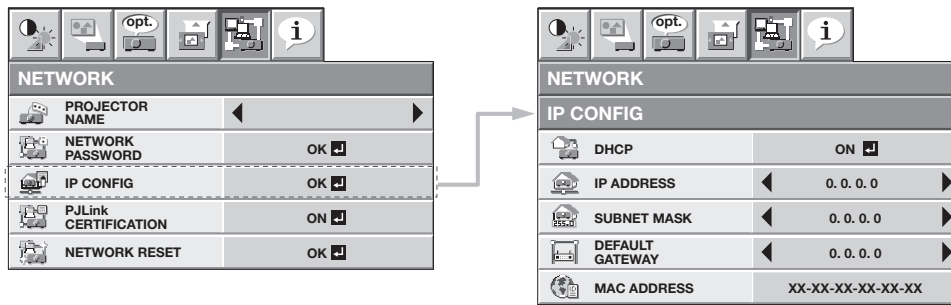 opt.
i
NETWORK
PROJECTOR
NAME
NETWORK
PASSWORD
OK
IP CONFIG
OK
PJLink
CERTIFICATION
ON
NETWORK RESET
OK
opt.
i
NETWORK
IP CONFIG
DHCP
ON
IP ADDRESS
0. 0. 0. 0
255.0
SUBNET MASK
0. 0. 0. 0
DEFAULT
GATEWAY
0. 0. 0. 0
MAC ADDRESS
XX-XX-XX-XX-XX-XX